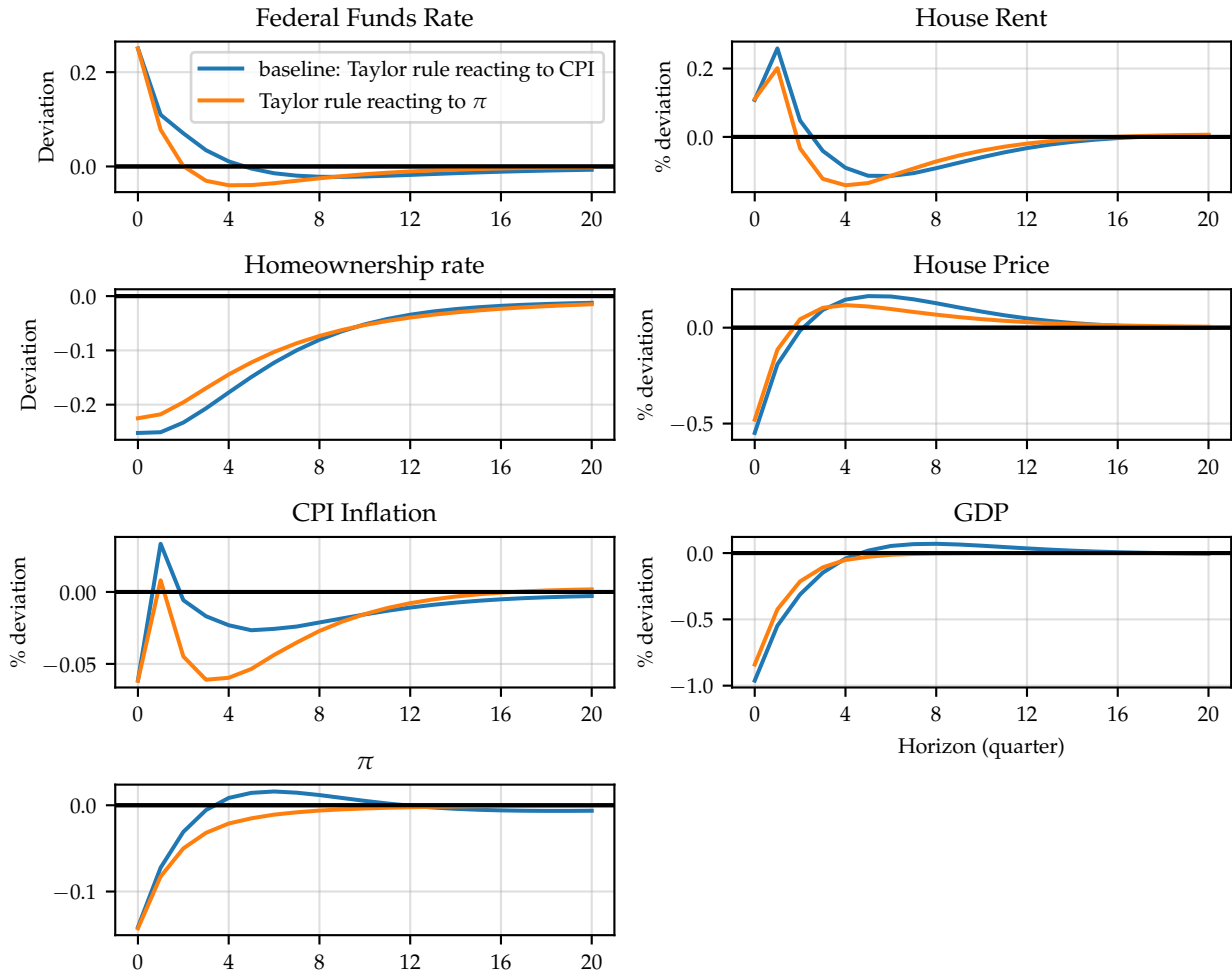 Federal Funds Rate
Deviation
0.2
0.0
baseline: Taylor rule reacting to CPI
Taylor rule reacting to π
0 4 8 12 16 20
House Rent
% deviation
0.2
0.0
0 4 8 12 16 20
Homeownership rate
Deviation
0.0
−0.1
−0.2
0 4 8 12 16 20
House Price
% deviation
0.0
−0.5
0 4 8 12 16 20
CPI Inflation
% deviation
0.00
−0.05
0 4 8 12 16 20
GDP
% deviation
0.0
−0.5
−1.0
0 4 8 12 16 20
Horizon (quarter)
π
0.0
−0.1
0 4 8 12 16 20